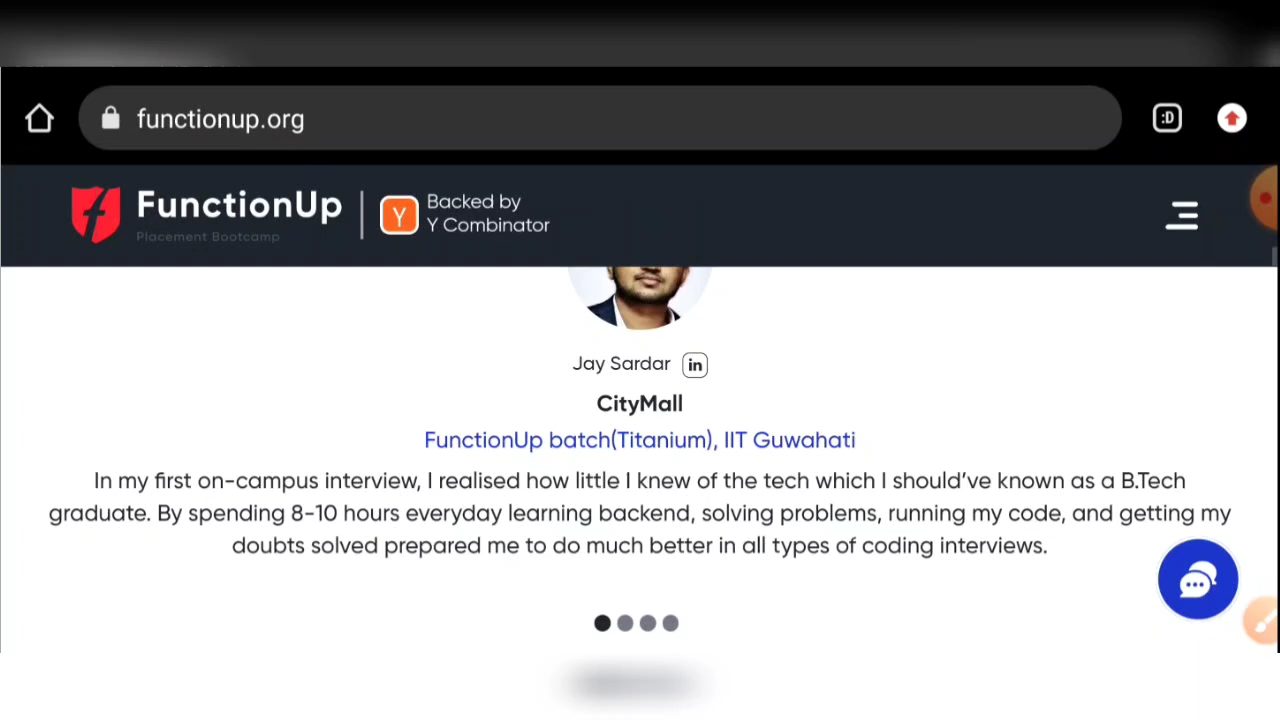 functionup.org
:D
FunctionUp
Placement Bootcamp
Y
Backed by
Y Combinator
Jay Sardar in
CityMall
FunctionUp batch(Titanium), IIT Guwahati
In my first on-campus interview, I realised how little I knew of the tech which I should’ve known as a B.Tech
graduate. By spending 8-10 hours everyday learning backend, solving problems, running my code, and getting my
doubts solved prepared me to do much better in all types of coding interviews.